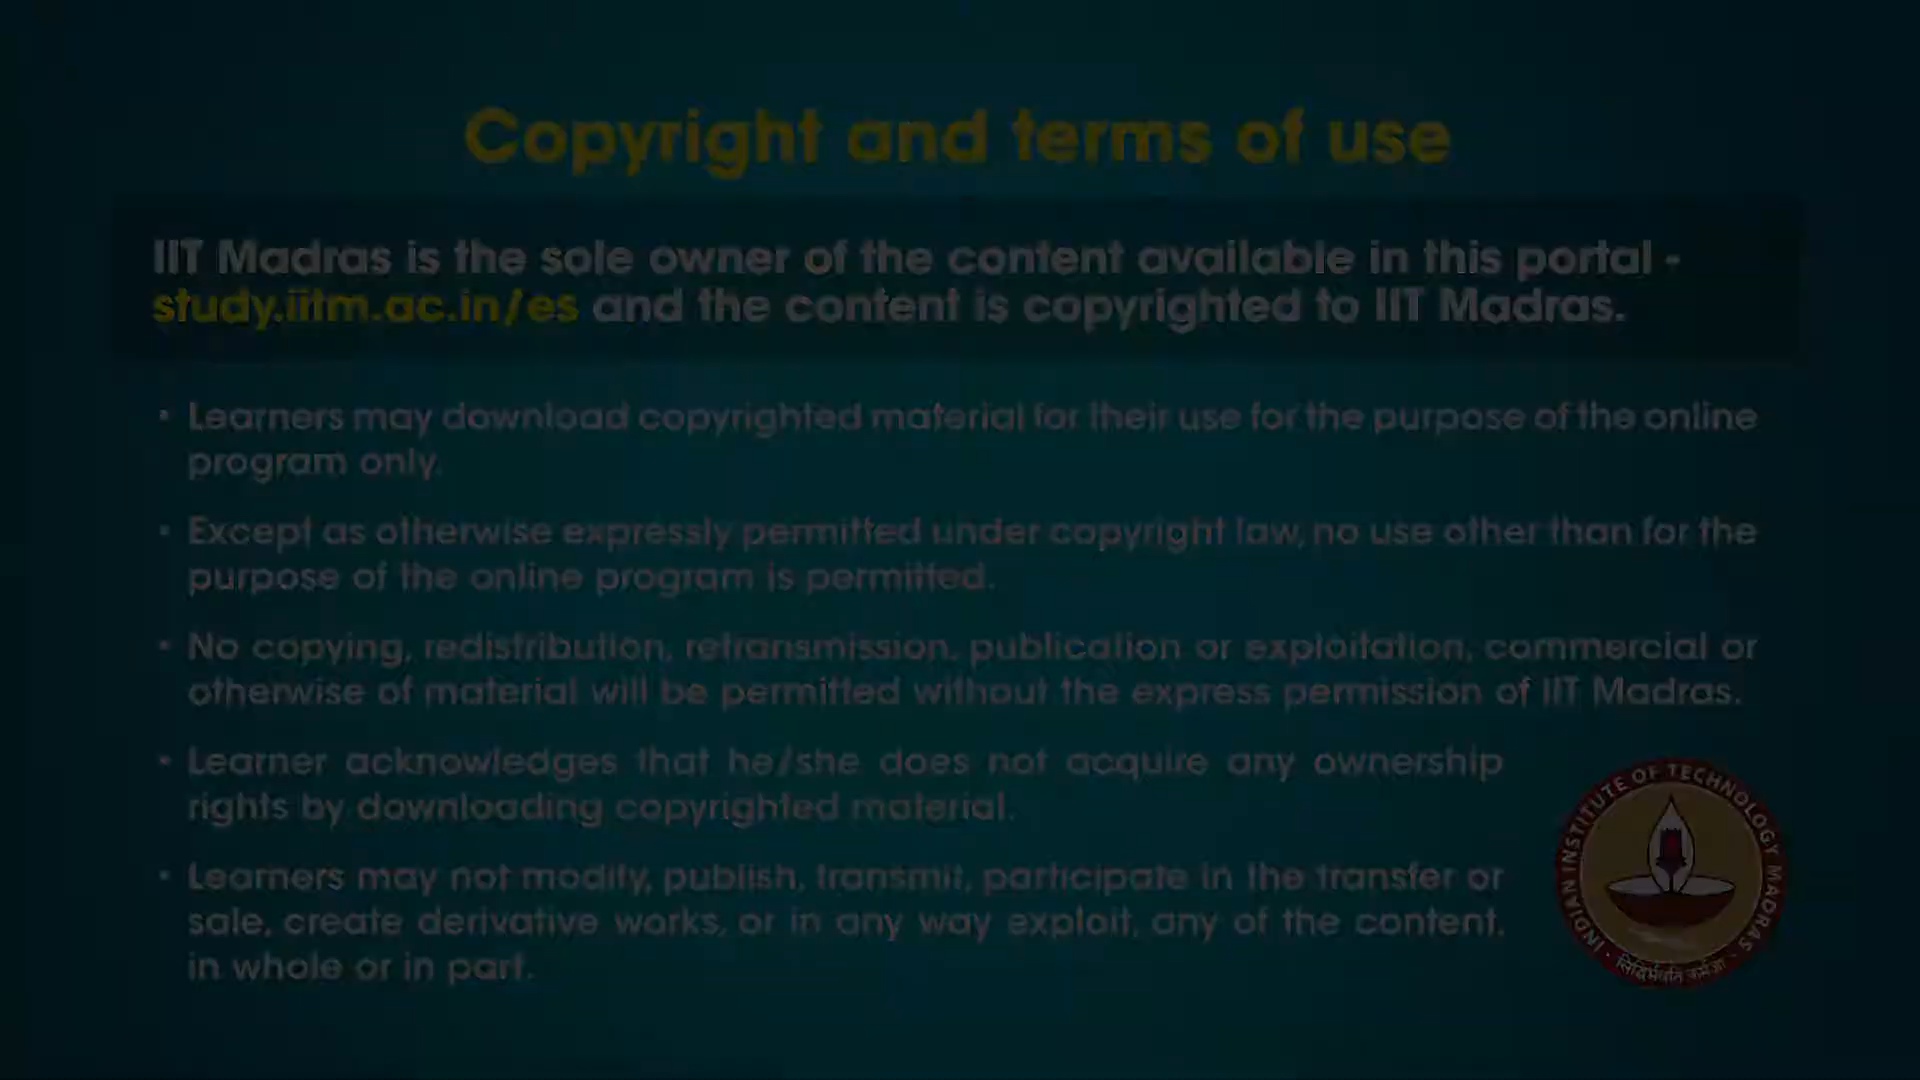 Copyright and terms of use
IIT Madras is the sole owner of the content available in this portal -
study.iitm.ac.in/es and the content is copyrighted to IIT Madras.
• Learners may download copyrighted material for their use for the purpose of the online
program only.
• Except as otherwise expressly permitted under copyright law, no use other than for the
purpose of the online program is permitted.
• No copying, redistribution, retransmission, publication or exploitation, commercial or
otherwise of material will be permitted without the express permission of IIT Madras.
• Learner acknowledges that he/she does not acquire any ownership
rights by downloading copyrighted material.
• Learners may not modify, publish, transmit, participate in the transfer or
sale, create derivative works, or in any way exploit, any of the content,
in whole or in part.
INDIAN INSTITUTE OF TECHNOLOGY MADRAS
सिद्धिर्भवति कर्मजा